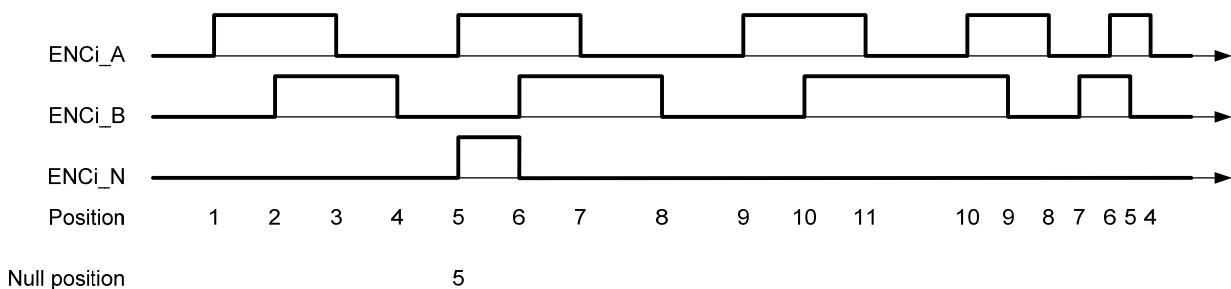 ENCi_A
ENCi_B
ENCi_N
Position 1 2 3 4 5 6 7 8 9 10 11 10 9 8 7 6 5 4
Null position 5